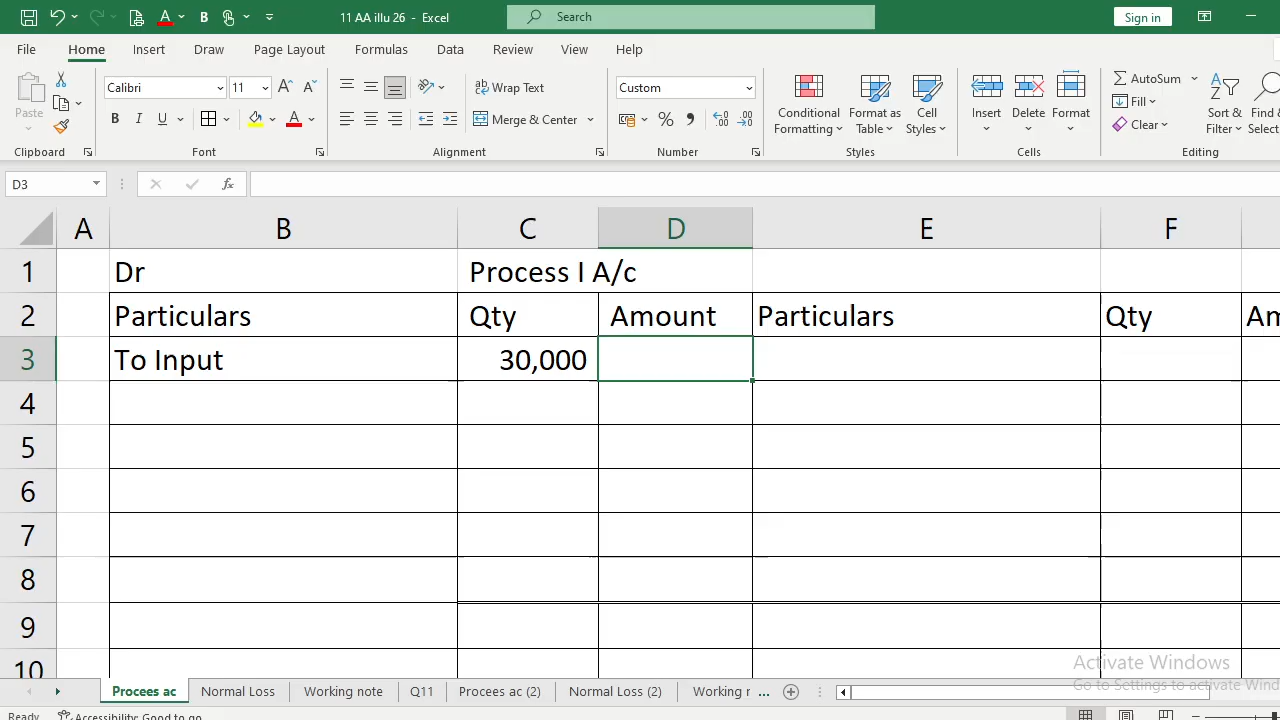 11 AA illu 26 - Excel
Search
Sign in
File Home Insert Draw Page Layout Formulas Data Review View Help
Paste
Calibri 11
Wrap Text
Merge & Center
Custom
Conditional Formatting
Format as Table
Cell Styles
Insert Delete Format
AutoSum
Fill
Clear
Sort & Filter
Find & Select
Clipboard Font Alignment Number Styles Cells Editing
D3
fx
A B C D E F
1 Dr Process I A/c
2 Particulars Qty Amount Particulars Qty Am
3 To Input 30,000
4
5
6
7
8
9
10
Activate Windows
Go to Settings to activate Wind
Procees ac Normal Loss Working note Q11 Procees ac (2) Normal Loss (2) Working r ...
Ready Accessibility: Good to go